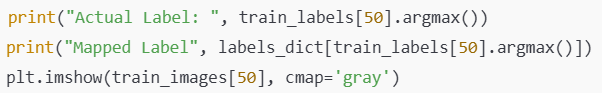 print("Actual Label: ", train_labels[50].argmax())
print("Mapped Label", labels_dict[train_labels[50].argmax()])
plt.imshow(train_images[50], cmap='gray')